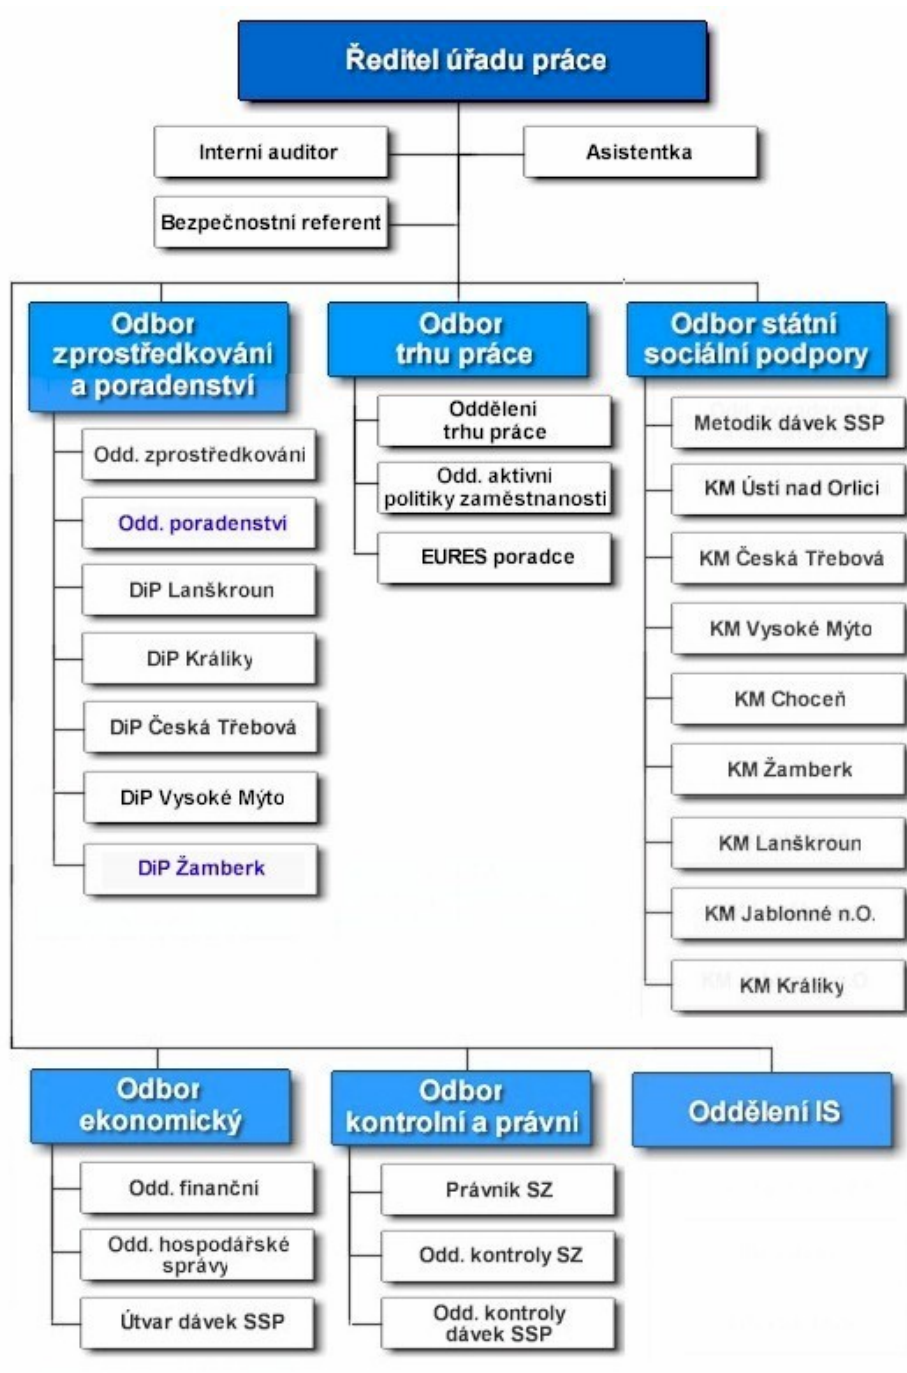 Ředitel úřadu práce
Interní auditor
Asistentka
Bezpečnostní referent
Odbor
zprostředkování
a poradenství
Odd. zprostředkování
Odd. poradenství
DiP Lanškroun
DiP Králíky
DiP Česká Třebová
DiP Vysoké Mýto
DiP Žamberk
Odbor
trhu práce
Oddělení
trhu práce
Odd. aktivní
politiky zaměstnanosti
EURES poradce
Odbor státní
sociální podpory
Metodik dávek SSP
KM Ústí nad Orlicí
KM Česká Třebová
KM Vysoké Mýto
KM Choceň
KM Žamberk
KM Lanškroun
KM Jablonné n.O.
KM Králíky
Odbor
ekonomický
Odd. finanční
Odd. hospodářské
správy
Útvar dávek SSP
Odbor
kontrolní a právní
Právník SZ
Odd. kontroly SZ
Odd. kontroly
dávek SSP
Oddělení IS